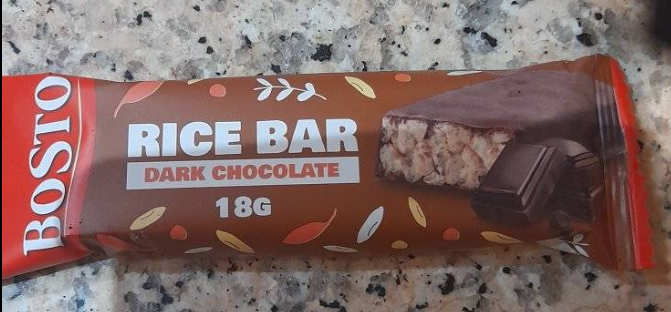 BOSTO
RICE BAR
DARK CHOCOLATE
18G